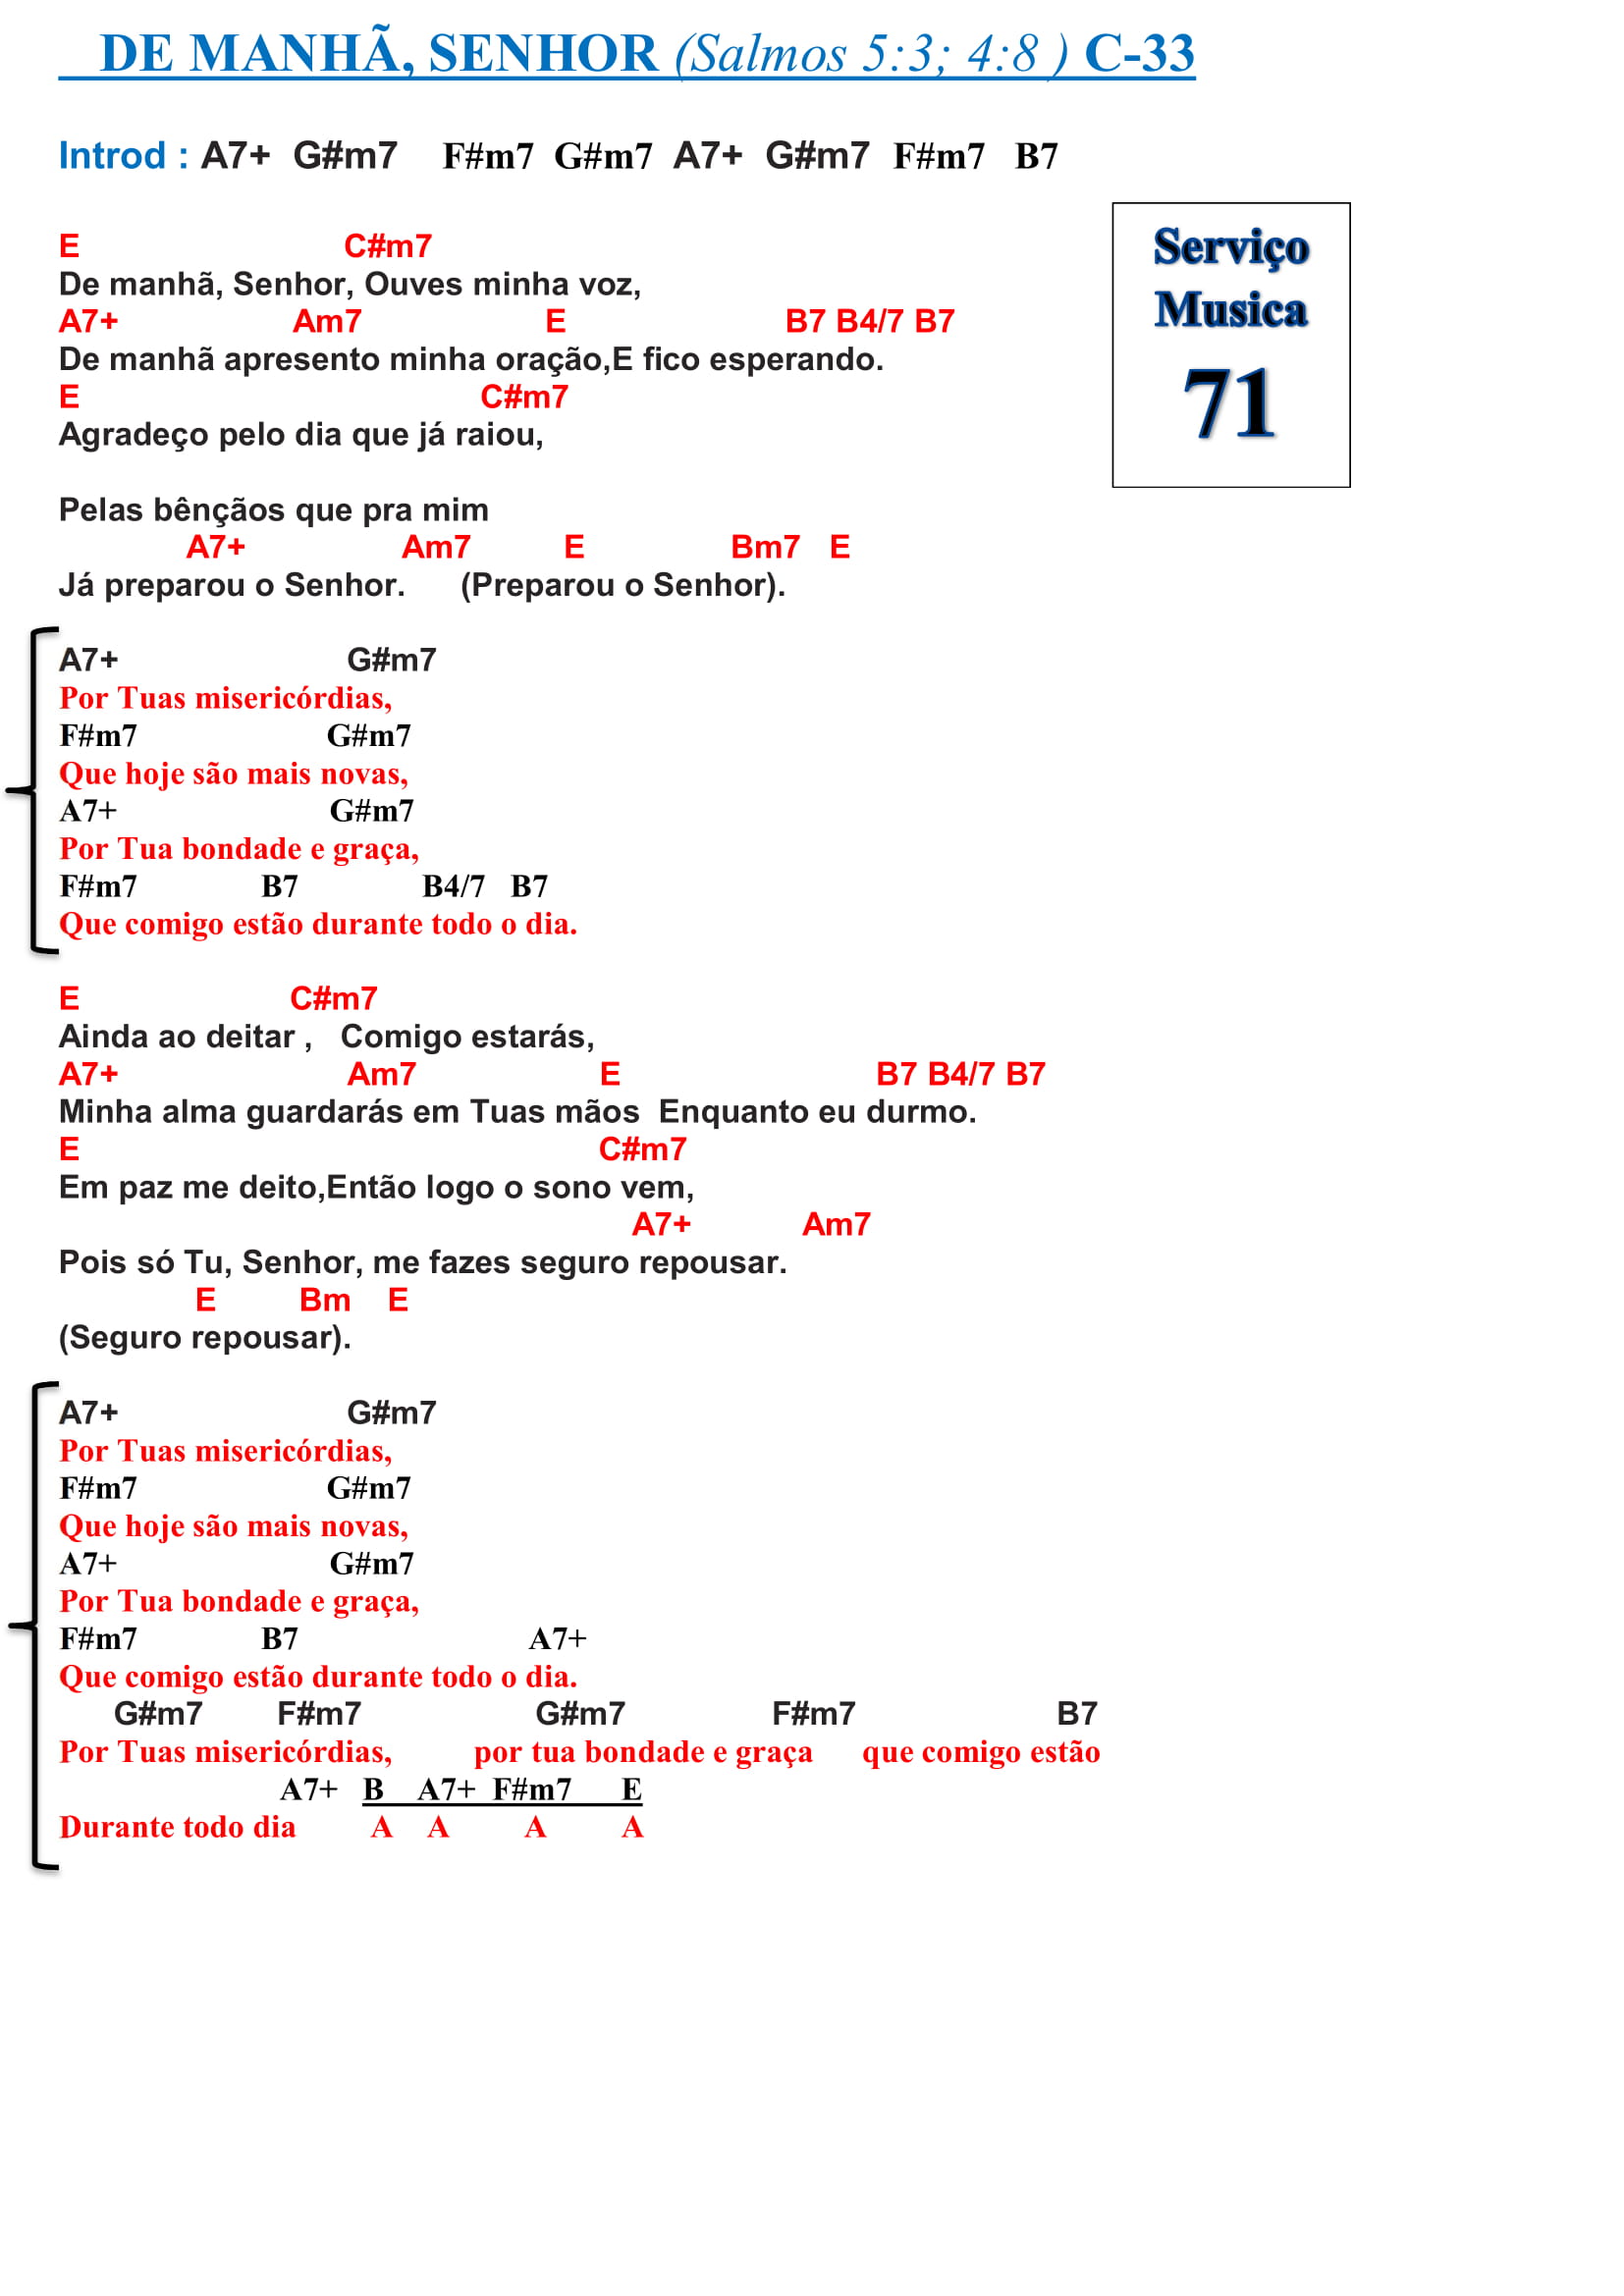 DE MANHÃ, SENHOR (Salmos 5:3; 4:8 ) C-33
Introd : A7+ G#m7 F#m7 G#m7 A7+ G#m7 F#m7 B7
Serviço
Musica
71
E C#m7
De manhã, Senhor, Ouves minha voz,
A7+ Am7 E B7 B4/7 B7
De manhã apresento minha oração,E fico esperando.
E C#m7
Agradeço pelo dia que já raiou,
Pelas bênçãos que pra mim
A7+ Am7 E Bm7 E
Já preparou o Senhor. (Preparou o Senhor).
A7+ G#m7
Por Tuas misericórdias,
F#m7 G#m7
Que hoje são mais novas,
A7+ G#m7
Por Tua bondade e graça,
F#m7 B7 B4/7 B7
Que comigo estão durante todo o dia.
E C#m7
Ainda ao deitar , Comigo estarás,
A7+ Am7 E B7 B4/7 B7
Minha alma guardarás em Tuas mãos Enquanto eu durmo.
E C#m7
Em paz me deito,Então logo o sono vem,
A7+ Am7
Pois só Tu, Senhor, me fazes seguro repousar.
E Bm E
(Seguro repousar).
A7+ G#m7
Por Tuas misericórdias,
F#m7 G#m7
Que hoje são mais novas,
A7+ G#m7
Por Tua bondade e graça,
F#m7 B7 A7+
Que comigo estão durante todo o dia.
G#m7 F#m7 G#m7 F#m7 B7
Por Tuas misericórdias, por tua bondade e graça que comigo estão
A7+ B A7+ F#m7 E
Durante todo dia A A A A